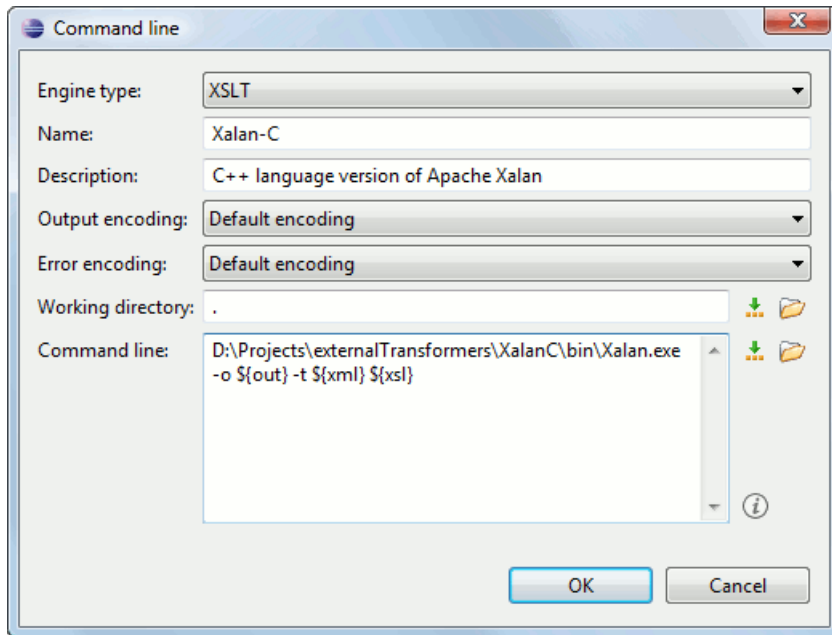 Command line
Engine type: XSLT
Name: Xalan-C
Description: C++ language version of Apache Xalan
Output encoding: Default encoding
Error encoding: Default encoding
Working directory: .
Command line: D:\Projects\externalTransformers\XalanC\bin\Xalan.exe
-o ${out} -t ${xml} ${xsl}
OK Cancel